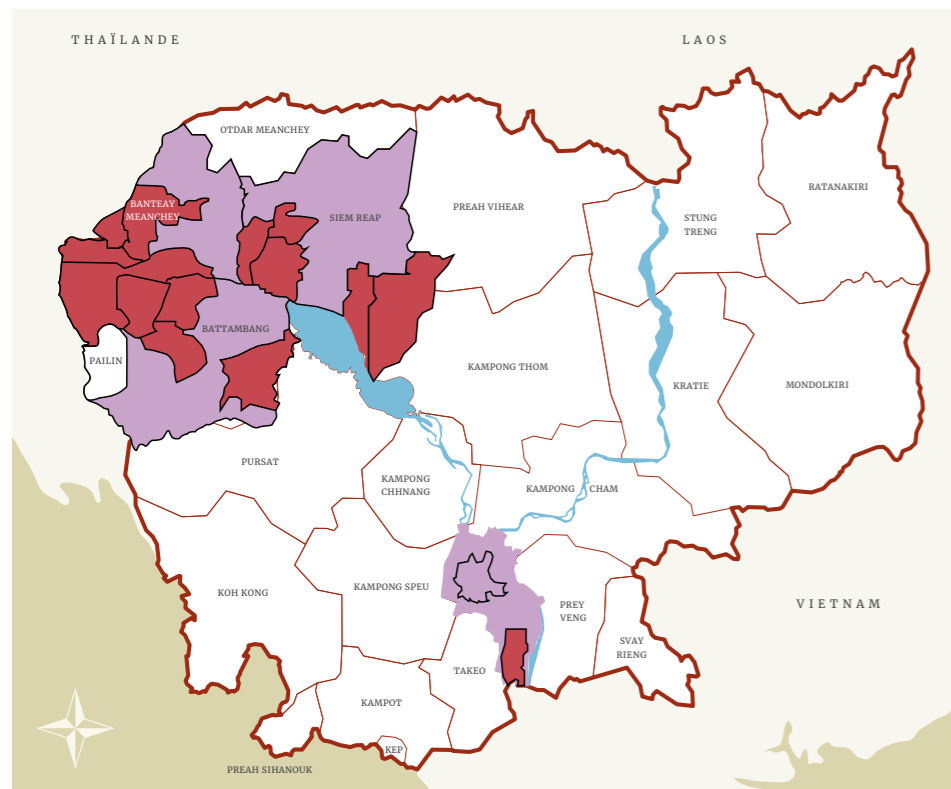 THAÏLANDE
LAOS
OTDAR MEANCHEY
RATANAKIRI
BANTEAY
MEANCHEY
PREAH VIHEAR
SIEM REAP
STUNG
TRENG
BATTAMBANG
PAILIN
KAMPONG THOM
KRATIE
MONDOLKIRI
PURSAT
KAMPONG
CHHNANG
KAMPONG CHAM
KOH KONG
KAMPONG SPEU
PREY
VENG
VIETNAM
SVAY
RIENG
TAKEO
KAMPOT
KEP
PREAH SIHANOUK